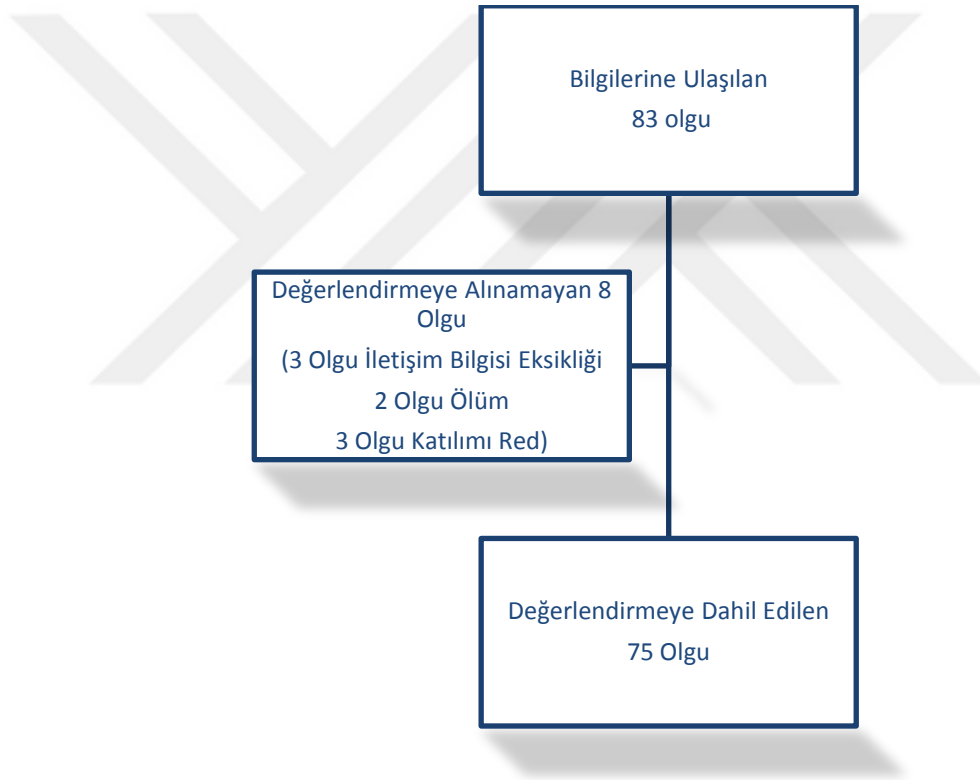 Bilgilerine Ulaşılan
83 olgu
Değerlendirmeye Alınamayan 8
Olgu
(3 Olgu İletişim Bilgisi Eksikliği
2 Olgu Ölüm
3 Olgu Katılımı Red)
Değerlendirmeye Dahil Edilen
75 Olgu